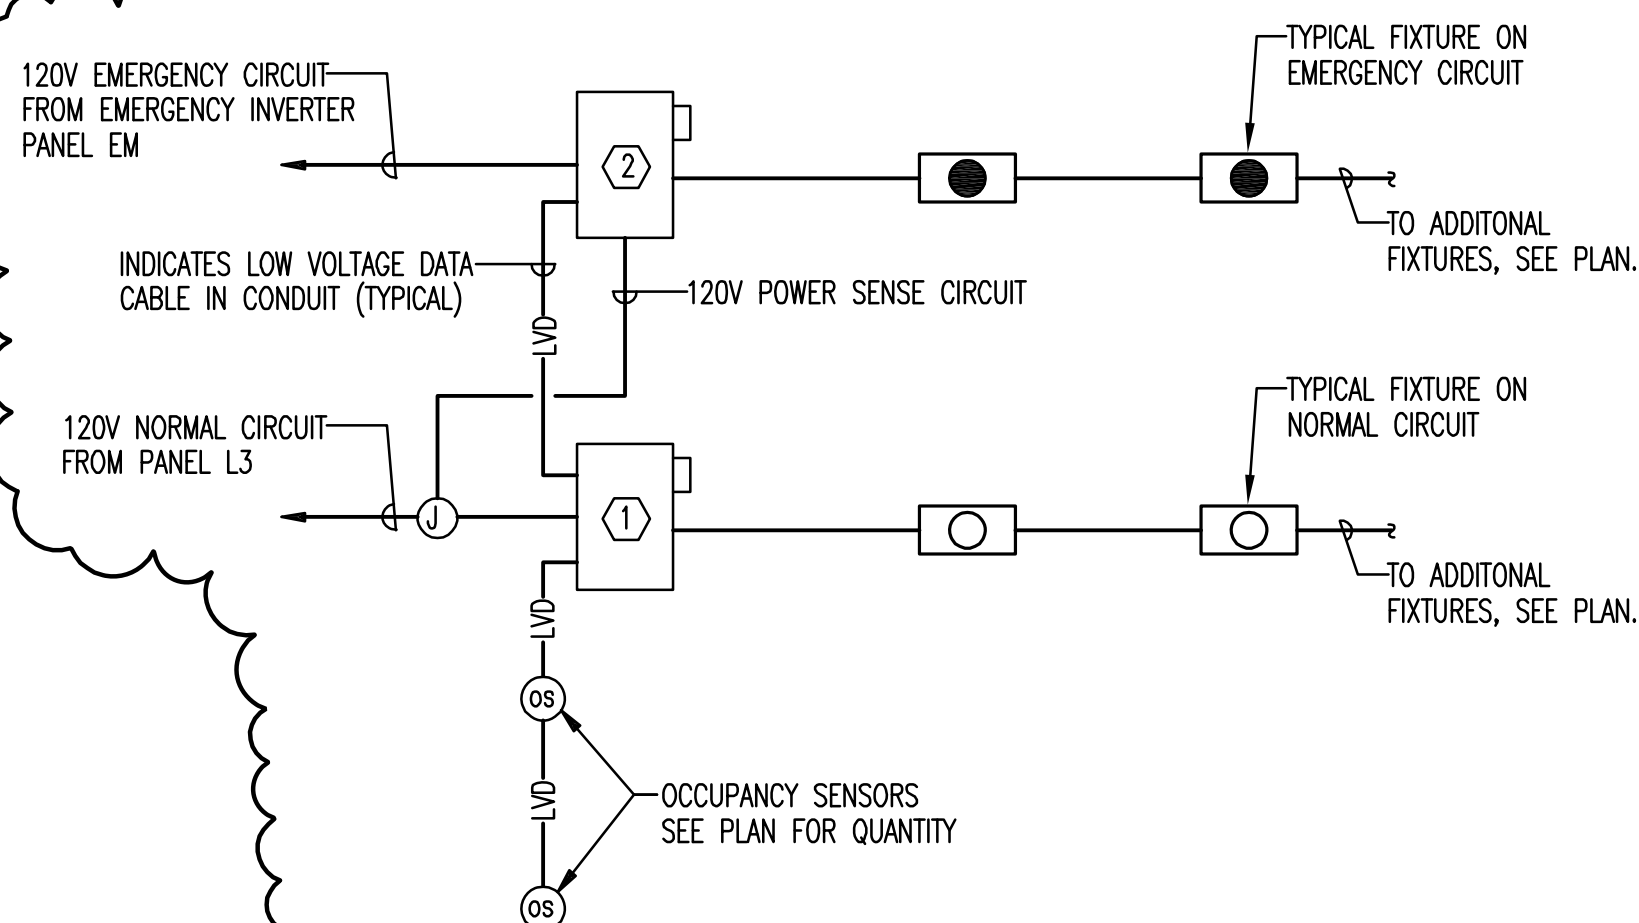 TYPICAL FIXTURE ON
EMERGENCY CIRCUIT
120V EMERGENCY CIRCUIT
FROM EMERGENCY INVERTER
PANEL EM
2
TO ADDITONAL
FIXTURES, SEE PLAN.
INDICATES LOW VOLTAGE DATA
CABLE IN CONDUIT (TYPICAL)
120V POWER SENSE CIRCUIT
LVD
TYPICAL FIXTURE ON
NORMAL CIRCUIT
120V NORMAL CIRCUIT
FROM PANEL L3
J
1
TO ADDITONAL
FIXTURES, SEE PLAN.
LVD
OS
LVD
OCCUPANCY SENSORS
SEE PLAN FOR QUANTITY
OS